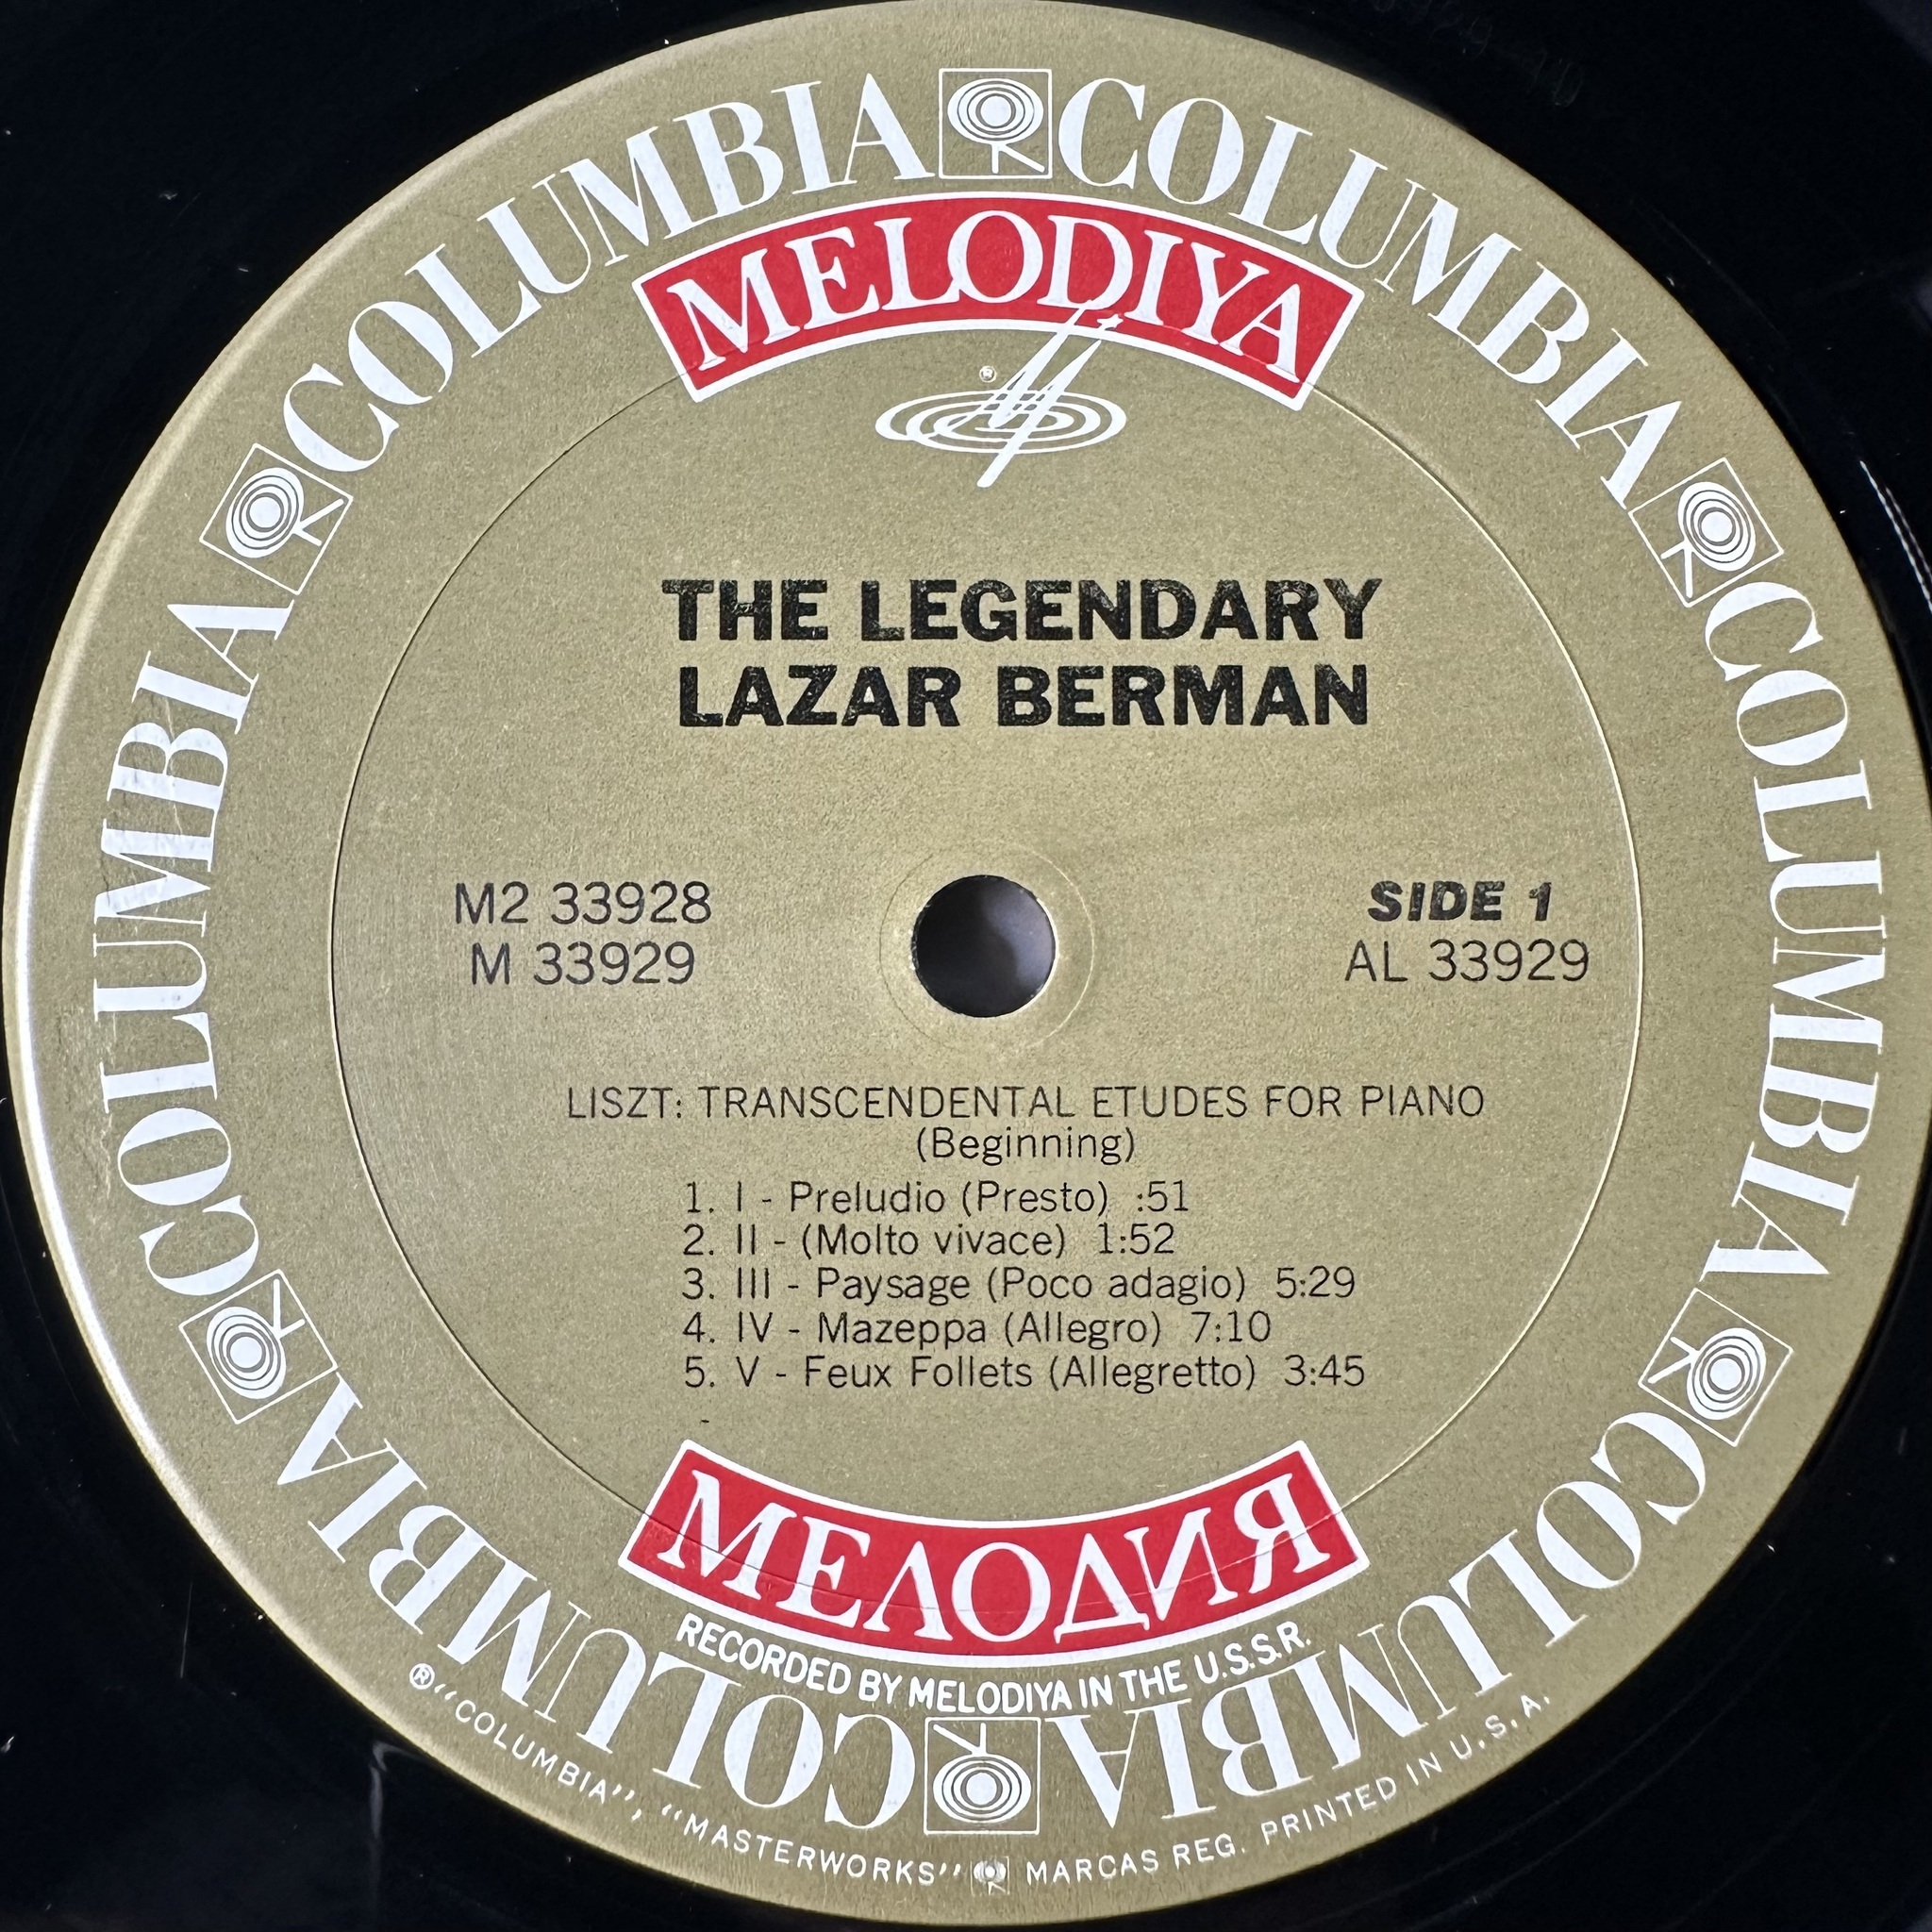 COLUMBIA COLUMBIA COLUMBIA COLUMBIA COLUMBIA COLUMBIA
MELODIYA
®
THE LEGENDARY
LAZAR BERMAN
M2 33928
M 33929
SIDE 1
AL 33929
LISZT: TRANSCENDENTAL ETUDES FOR PIANO
(Beginning)
1. I - Preludio (Presto) :51
2. II - (Molto vivace) 1:52
3. III - Paysage (Poco adagio) 5:29
4. IV - Mazeppa (Allegro) 7:10
5. V - Feux Follets (Allegretto) 3:45
-
МЕЛОДИЯ
RECORDED BY MELODIYA IN THE U.S.S.R.
® "COLUMBIA", "MASTERWORKS" MARCAS REG. PRINTED IN U.S.A.